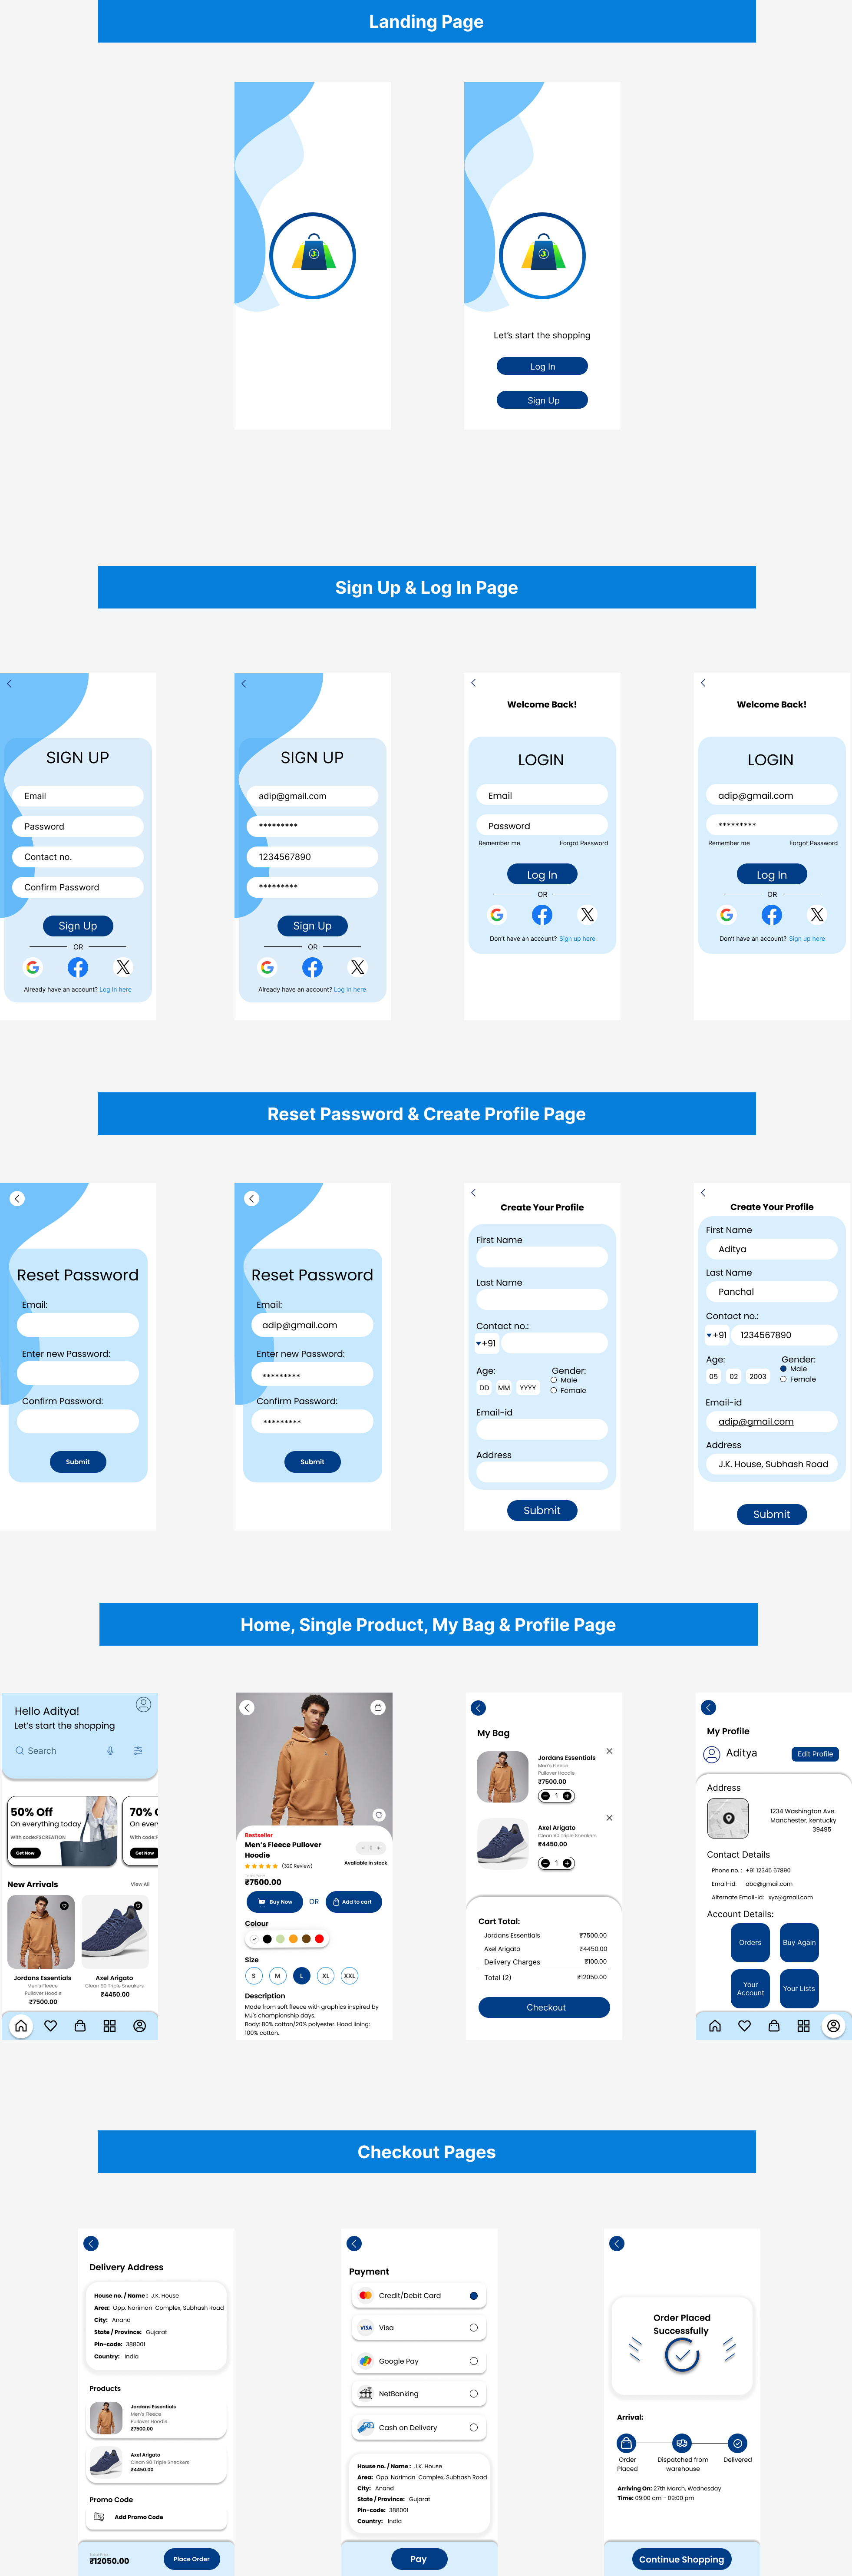 Landing Page
J
J
Let's start the shopping
Log In
Sign Up
Sign Up & Log In Page
SIGN UP
Email
Password
Contact no.
Confirm Password
Sign Up
OR
Already have an account? Log In here
SIGN UP
adip@gmail.com
*********
1234567890
*********
Sign Up
OR
Already have an account? Log In here
Welcome Back!
LOGIN
Email
Password
Remember me Forgot Password
Log In
OR
Don't have an account? Sign up here
Welcome Back!
LOGIN
adip@gmail.com
*********
Remember me Forgot Password
Log In
OR
Don't have an account? Sign up here
Reset Password & Create Profile Page
Reset Password
Email:
Enter new Password:
Confirm Password:
Submit
Reset Password
Email:
adip@gmail.com
Enter new Password:
*********
Confirm Password:
*********
Submit
Create Your Profile
First Name
Last Name
Contact no.:
+91
Age: Gender:
DD MM YYYY Male
Female
Email-id
Address
Submit
Create Your Profile
First Name
Aditya
Last Name
Panchal
Contact no.:
+91 1234567890
Age: Gender:
05 02 2003 Male
Female
Email-id
adip@gmail.com
Address
J.K. House, Subhash Road
Submit
Home, Single Product, My Bag & Profile Page
Hello Aditya!
Let's start the shopping
Search
50% Off
On everything today
With code:FSCREATION
Get Now
70% O
On every
With code:F
Get Now
New Arrivals View All
Jordans Essentials
Men's Fleece
Pullover Hoodie
₹7500.00
Axel Arigato
Clean 90 Triple Sneakers
₹4450.00
Bestseller
Men's Fleece Pullover
Hoodie
− 1 +
(320 Review)
Available in stock
₹7500.00
Buy Now OR Add to cart
Colour
Size
S M L XL XXL
Description
Made from soft fleece with graphics inspired by
MJ's championship days.
Body: 80% cotton/20% polyester. Hood lining:
100% cotton.
My Bag
Jordans Essentials
Men's Fleece
Pullover Hoodie
₹7500.00
− 1 +
Axel Arigato
Clean 90 Triple Sneakers
₹4450.00
− 1 +
Cart Total:
Jordans Essentials ₹7500.00
Axel Arigato ₹4450.00
Delivery Charges ₹100.00
Total (2) ₹12050.00
Checkout
My Profile
Aditya Edit Profile
Address
1234 Washington Ave.
Manchester, kentucky
39495
Contact Details
Phone no. : +91 12345 67890
Email-id: abc@gmail.com
Alternate Email-id: xyz@gmail.com
Account Details:
Orders Buy Again
Your
Account
Your Lists
Checkout Pages
Delivery Address
House no. / Name : J.K. House
Area: Opp. Nariman Complex, Subhash Road
City: Anand
State / Province: Gujarat
Pin-code: 388001
Country: India
Products
Jordans Essentials
Men's Fleece
Pullover Hoodie
₹7500.00
Axel Arigato
Clean 90 Triple Sneakers
₹4450.00
Promo Code
Add Promo Code
₹12050.00 Place Order
Payment
Credit/Debit Card
VISA Visa
Google Pay
NetBanking
Cash on Delivery
House no. / Name : J.K. House
Area: Opp. Nariman Complex, Subhash Road
City: Anand
State / Province: Gujarat
Pin-code: 388001
Country: India
Pay
Order Placed
Successfully
Arrival:
Order
Placed
Dispatched from
warehouse
Delivered
Arriving On: 27th March, Wednesday
Time: 09:00 am - 09:00 pm
Continue Shopping